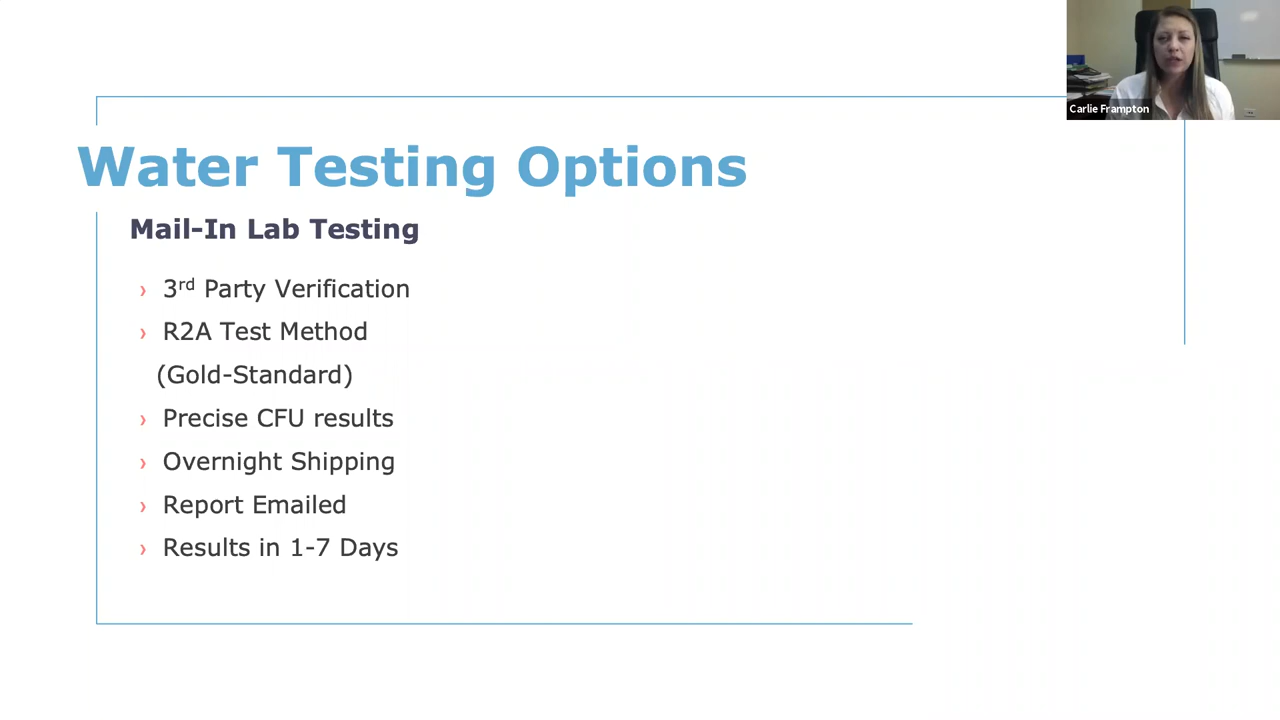 Carlie Frampton
Water Testing Options
Mail-In Lab Testing
› 3rd Party Verification
› R2A Test Method
(Gold-Standard)
› Precise CFU results
› Overnight Shipping
› Report Emailed
› Results in 1-7 Days